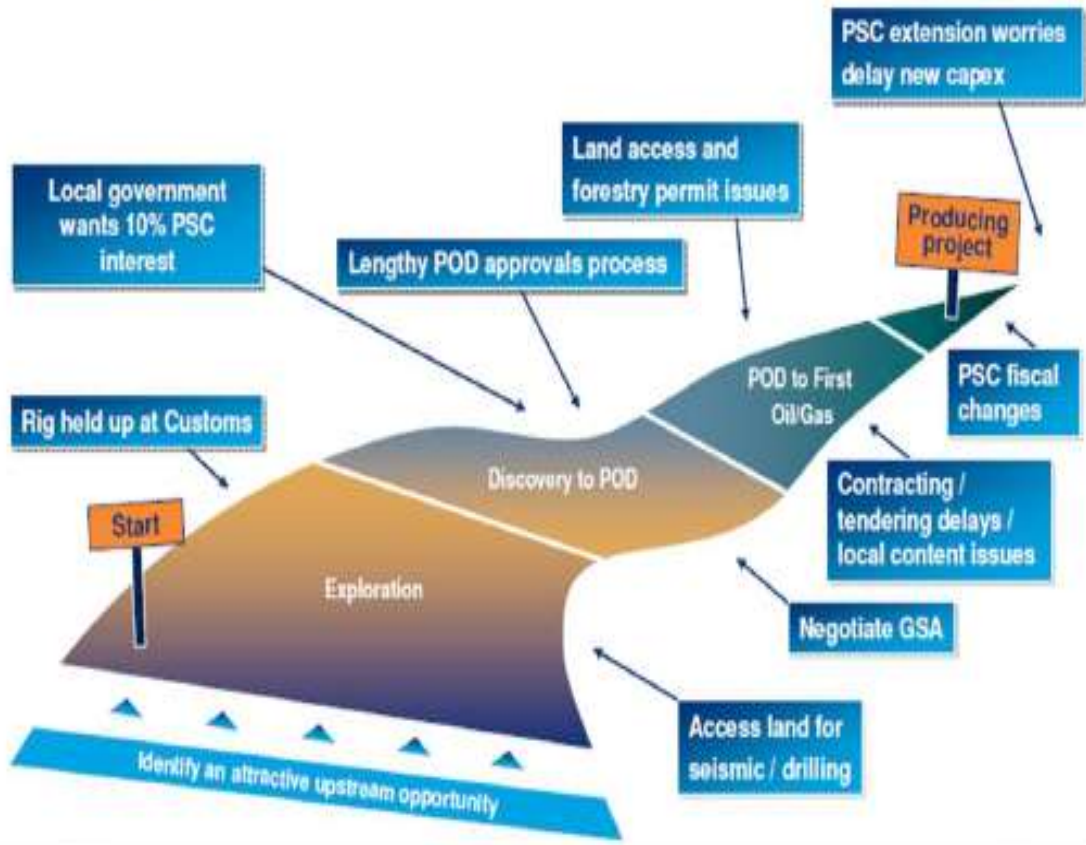 PSC extension worries
delay new capex
Land access and
forestry permit issues
Local government
wants 10% PSC
interest
Lengthy POD approvals process
Producing
project
POD to First
Oil/Gas
PSC fiscal
changes
Rig held up at Customs
Discovery to POD
Contracting /
tendering delays /
local content issues
Start
Exploration
Negotiate GSA
Access land for
seismic / drilling
Identify an attractive upstream opportunity